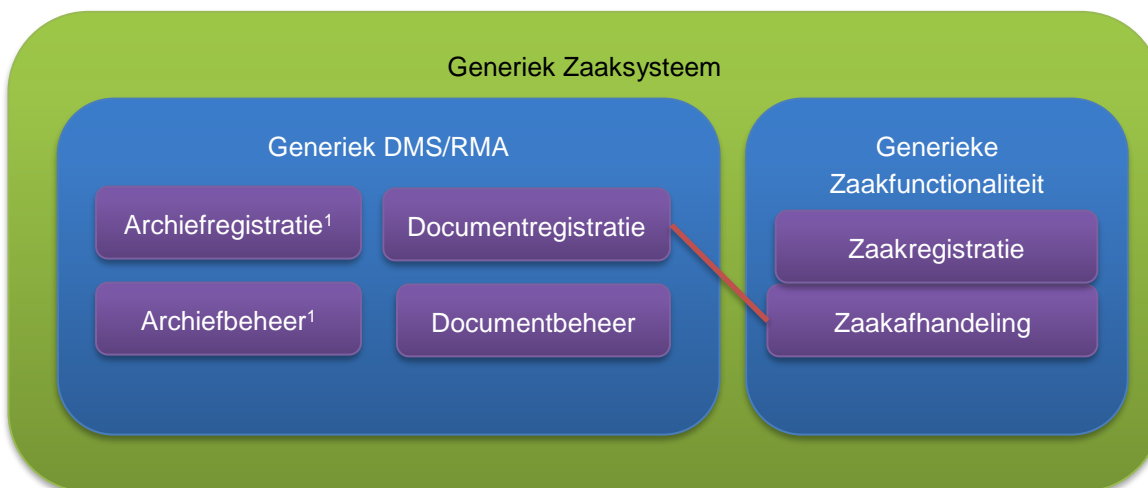 Generiek Zaaksysteem
Generiek DMS/RMA
Archiefregistratie¹
Documentregistratie
Archiefbeheer¹
Documentbeheer
Generieke
Zaakfunctionaliteit
Zaakregistratie
Zaakafhandeling